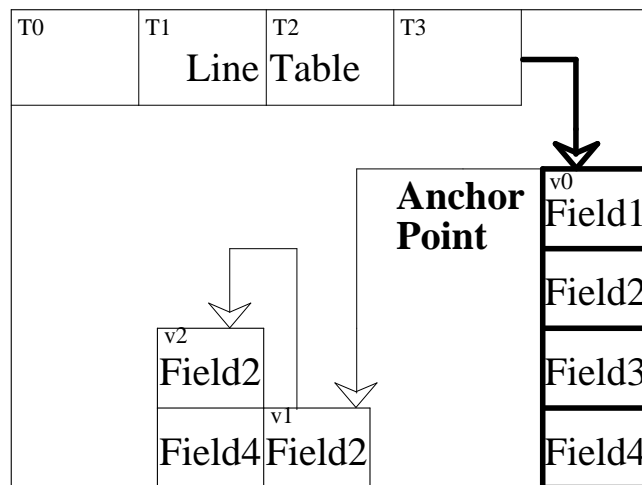 T0 T1 T2 T3
Line Table
Anchor
Point
v0
Field1
Field2
Field3
Field4
v2
Field2
Field4
v1
Field2